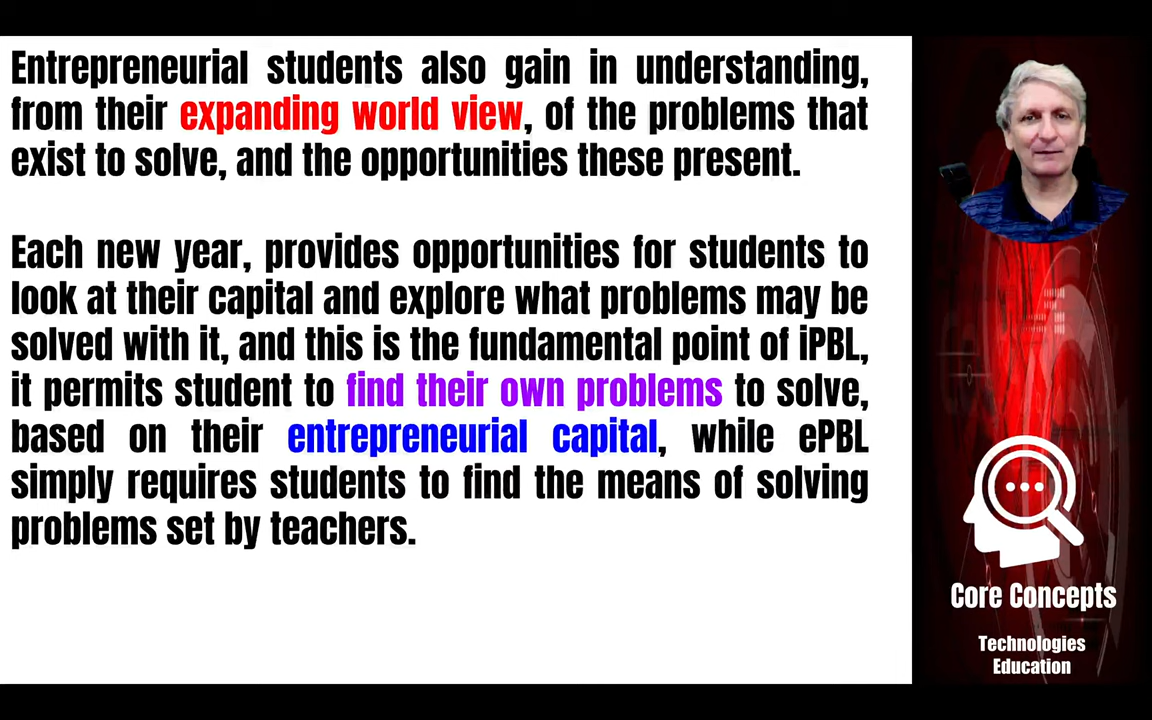 Entrepreneurial students also gain in understanding,
from their expanding world view, of the problems that
exist to solve, and the opportunities these present.
Each new year, provides opportunities for students to
look at their capital and explore what problems may be
solved with it, and this is the fundamental point of iPBL,
it permits student to find their own problems to solve,
based on their entrepreneurial capital, while ePBL
simply requires students to find the means of solving
problems set by teachers.
Core Concepts
Technologies
Education